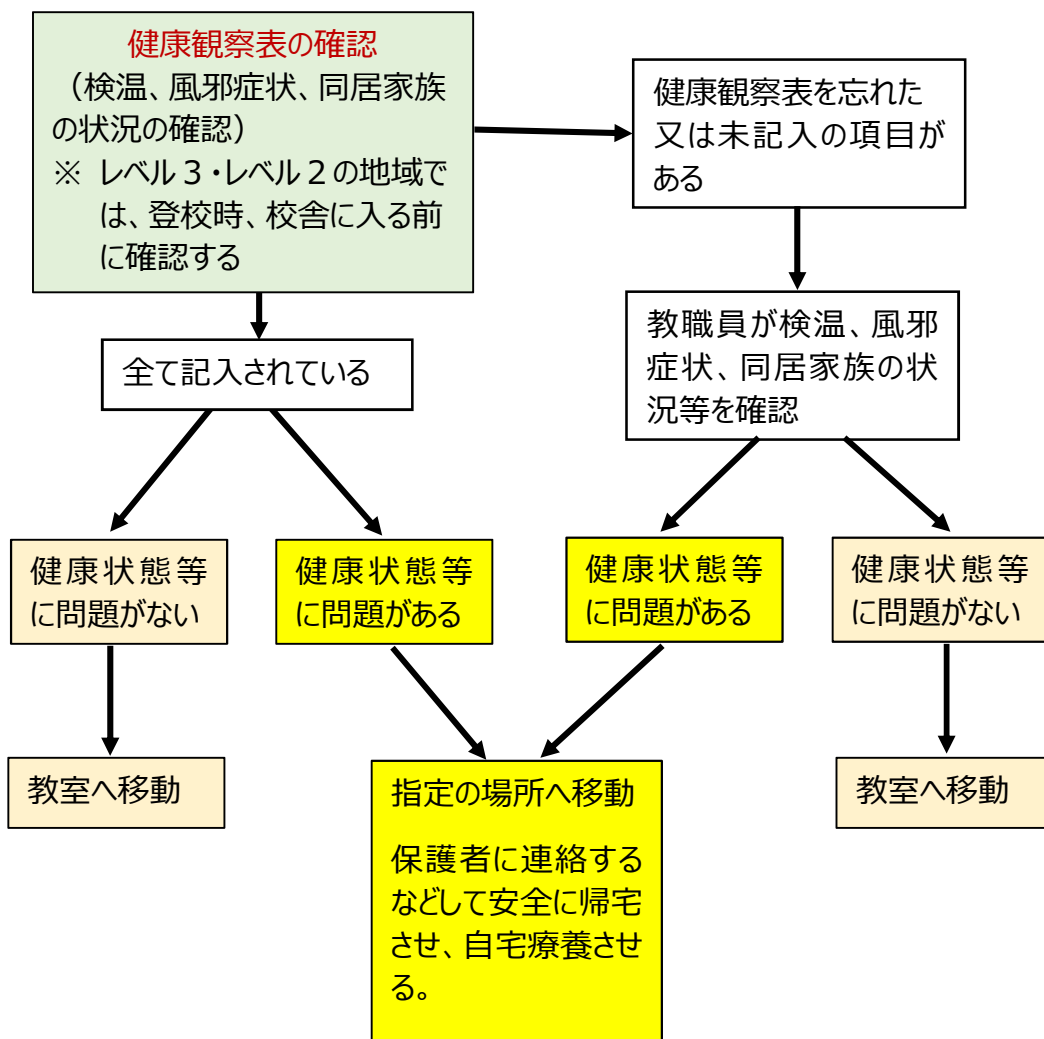 健康観察表の確認
（検温、風邪症状、同居家族
の状況の確認）
※ レベル３・レベル２の地域で
は、登校時、校舎に入る前
に確認する
健康観察表を忘れた
又は未記入の項目が
ある
全て記入されている
教職員が検温、風邪
症状、同居家族の状
況等を確認
健康状態等
に問題がない
健康状態等
に問題がある
健康状態等
に問題がある
健康状態等
に問題がない
教室へ移動
指定の場所へ移動
保護者に連絡する
などして安全に帰宅
させ、自宅療養させ
る。
教室へ移動